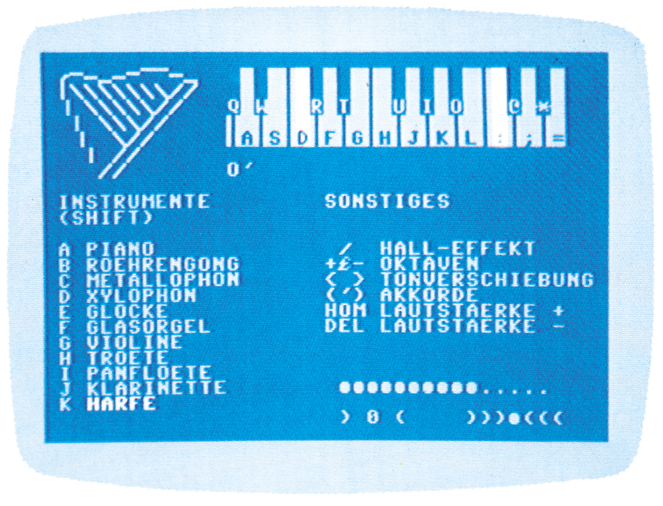 Q W R T U I O @ *
A S D F G H J K L : ; =
0'
INSTRUMENTE
(SHIFT)
A PIANO
B ROEHRENGONG
C METALLOPHON
D XYLOPHON
E GLOCKE
F GLASORGEL
G VIOLINE
H TROETE
I PANFLOETE
J KLARINETTE
K HARFE
SONSTIGES
/ HALL-EFFEKT
+£- OKTAVEN
< > TONVERSCHIEBUNG
(') AKKORDE
HOM LAUTSTAERKE +
DEL LAUTSTAERKE -
●●●●●●●●●●.....
) 0 ( )))●(((